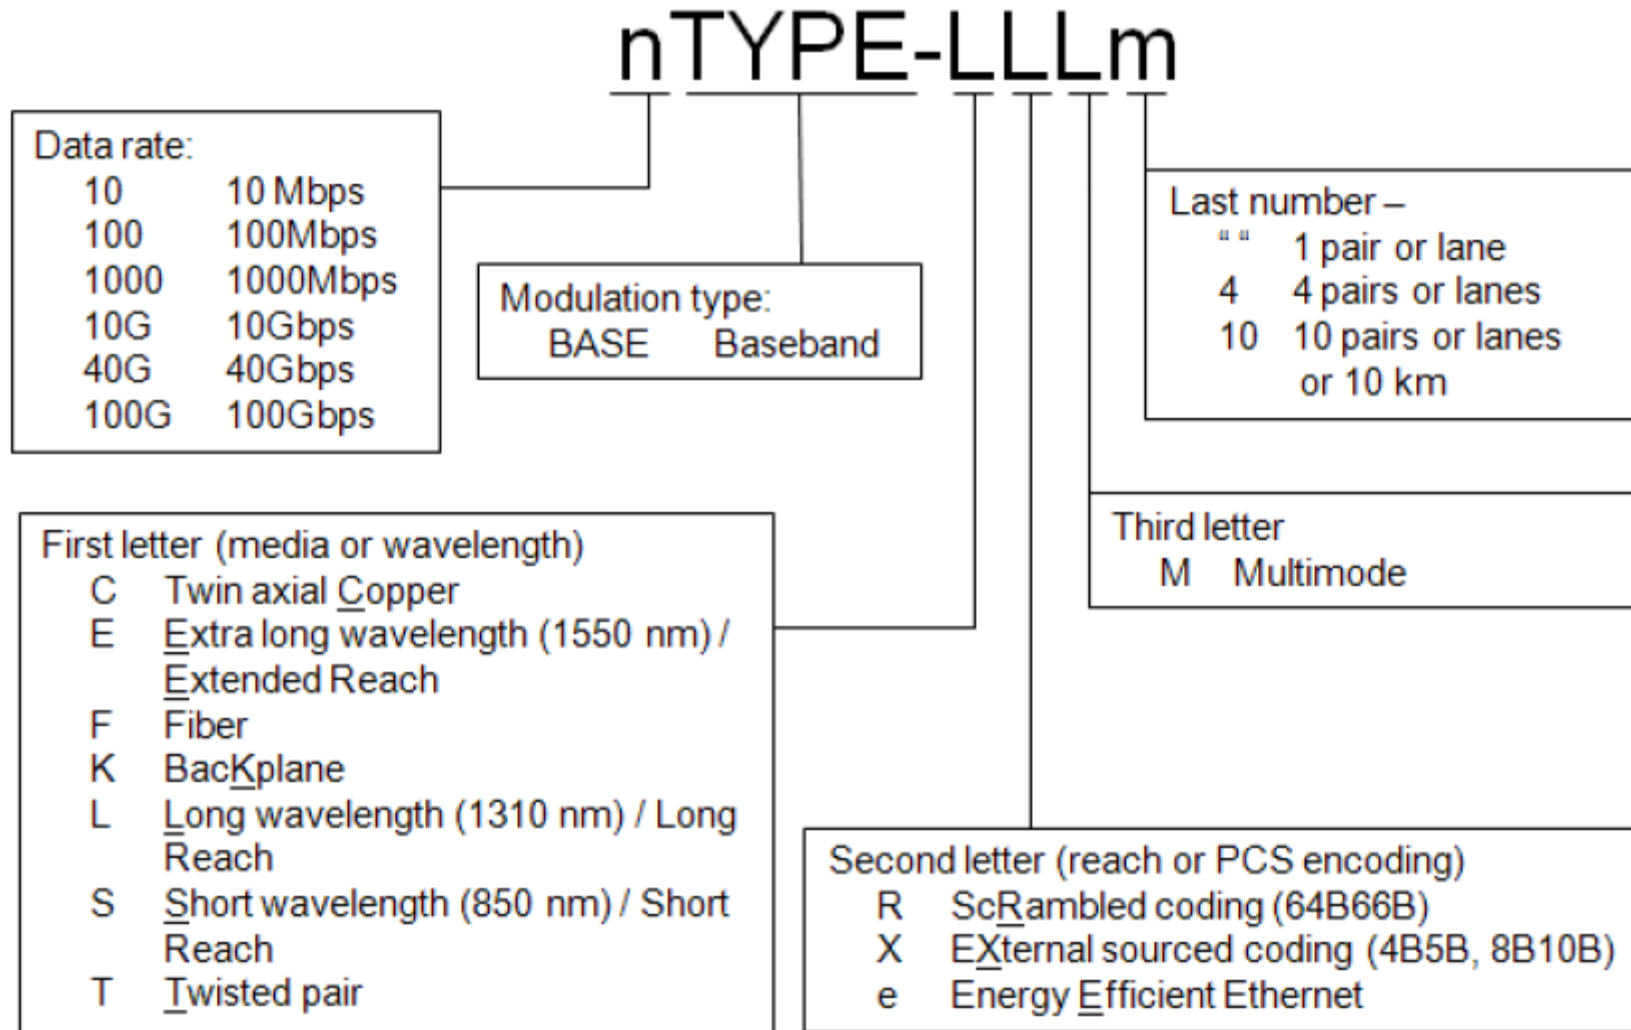 nTYPE-LLLm
Data rate:
10 10 Mbps
100 100Mbps
1000 1000Mbps
10G 10Gbps
40G 40Gbps
100G 100Gbps
Modulation type:
BASE Baseband
Last number –
“ “ 1 pair or lane
4 4 pairs or lanes
10 10 pairs or lanes
or 10 km
Third letter
M Multimode
First letter (media or wavelength)
C Twin axial Copper
E Extra long wavelength (1550 nm) /
Extended Reach
F Fiber
K BacKplane
L Long wavelength (1310 nm) / Long
Reach
S Short wavelength (850 nm) / Short
Reach
T Twisted pair
Second letter (reach or PCS encoding)
R ScRambled coding (64B66B)
X EXternal sourced coding (4B5B, 8B10B)
e Energy Efficient Ethernet